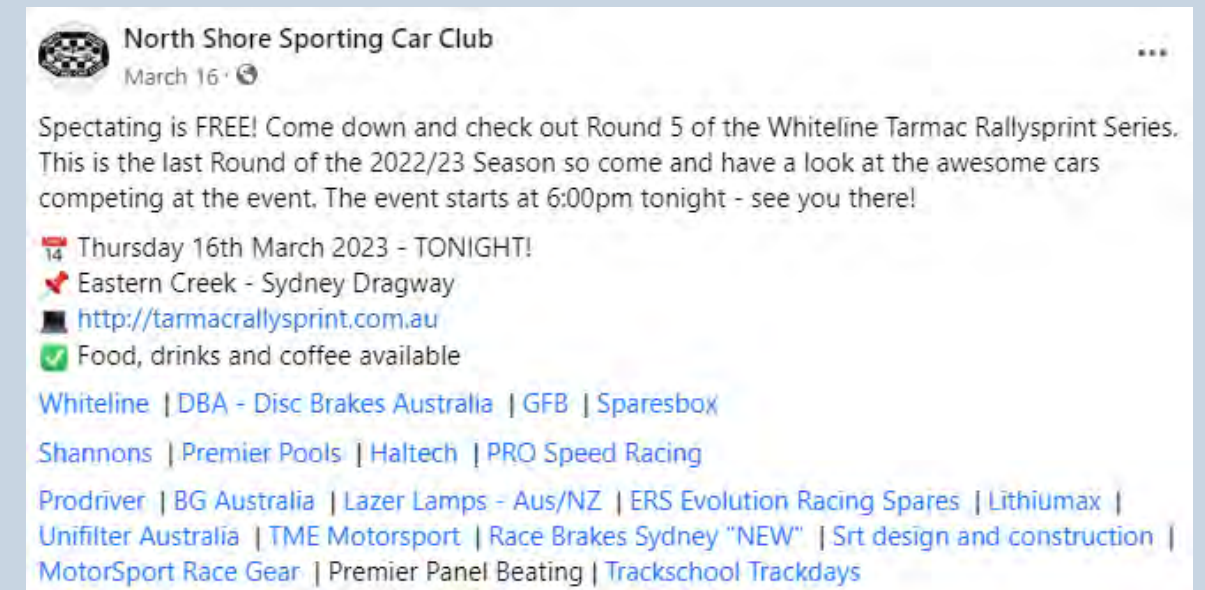 North Shore Sporting Car Club
March 16 ·
Spectating is FREE! Come down and check out Round 5 of the Whiteline Tarmac Rallysprint Series.
This is the last Round of the 2022/23 Season so come and have a look at the awesome cars
competing at the event. The event starts at 6:00pm tonight - see you there!
14 Thursday 16th March 2023 - TONIGHT!
Eastern Creek - Sydney Dragway
http://tarmacrallysprint.com.au
Food, drinks and coffee available
Whiteline | DBA - Disc Brakes Australia | GFB | Sparesbox
Shannons | Premier Pools | Haltech | PRO Speed Racing
Prodriver | BG Australia | Lazer Lamps - Aus/NZ | ERS Evolution Racing Spares | Lithiumax |
Unifilter Australia | TME Motorsport | Race Brakes Sydney "NEW" | Srt design and construction |
MotorSport Race Gear | Premier Panel Beating | Trackschool Trackdays